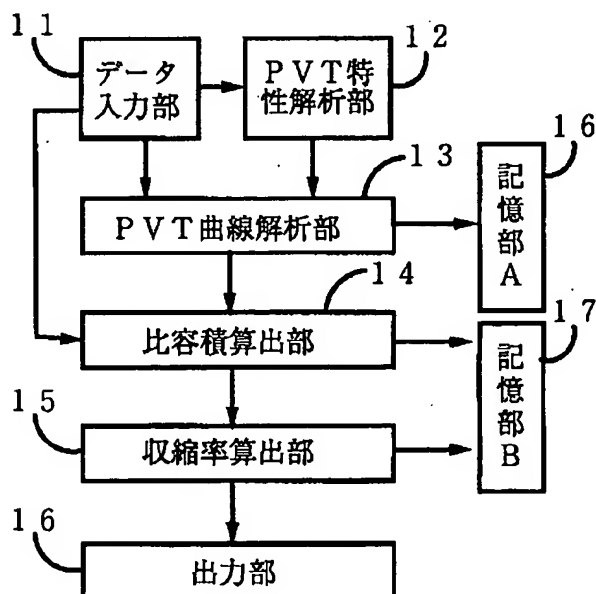 11
データ
入力部
PVT特
性解析部
12
13
PVT曲線解析部
16
記憶部A
14
比容積算出部
17
記憶部B
15
収縮率算出部
16
出力部